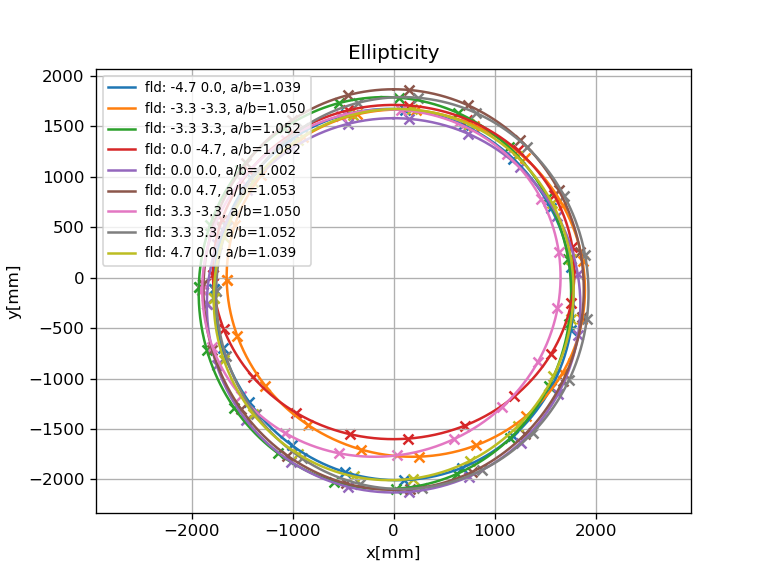 Ellipticity
fld: -4.7 0.0, a/b=1.039
fld: -3.3 -3.3, a/b=1.050
fld: -3.3 3.3, a/b=1.052
fld: 0.0 -4.7, a/b=1.082
fld: 0.0 0.0, a/b=1.002
fld: 0.0 4.7, a/b=1.053
fld: 3.3 -3.3, a/b=1.050
fld: 3.3 3.3, a/b=1.052
fld: 4.7 0.0, a/b=1.039
y[mm]
2000
1500
1000
500
0
−500
−1000
−1500
−2000
−2000 −1000 0 1000 2000
x[mm]